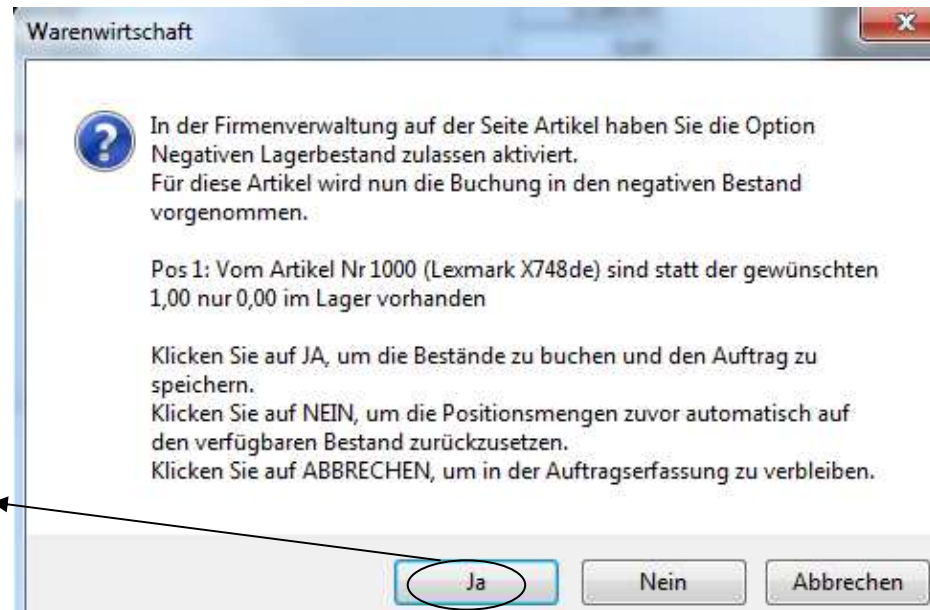 Warenwirtschaft
In der Firmenverwaltung auf der Seite Artikel haben Sie die Option
Negativen Lagerbestand zulassen aktiviert.
Für diese Artikel wird nun die Buchung in den negativen Bestand
vorgenommen.
Pos 1: Vom Artikel Nr 1000 (Lexmark X748de) sind statt der gewünschten
1,00 nur 0,00 im Lager vorhanden
Klicken Sie auf JA, um die Bestände zu buchen und den Auftrag zu
speichern.
Klicken Sie auf NEIN, um die Positionsmengen zuvor automatisch auf
den verfügbaren Bestand zurückzusetzen.
Klicken Sie auf ABBRECHEN, um in der Auftragserfassung zu verbleiben.
Ja
Nein
Abbrechen